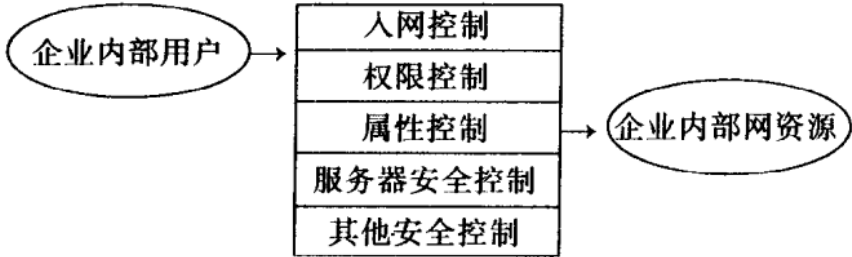 企业内部用户
入网控制
权限控制
属性控制
服务器安全控制
其他安全控制
企业内部网资源